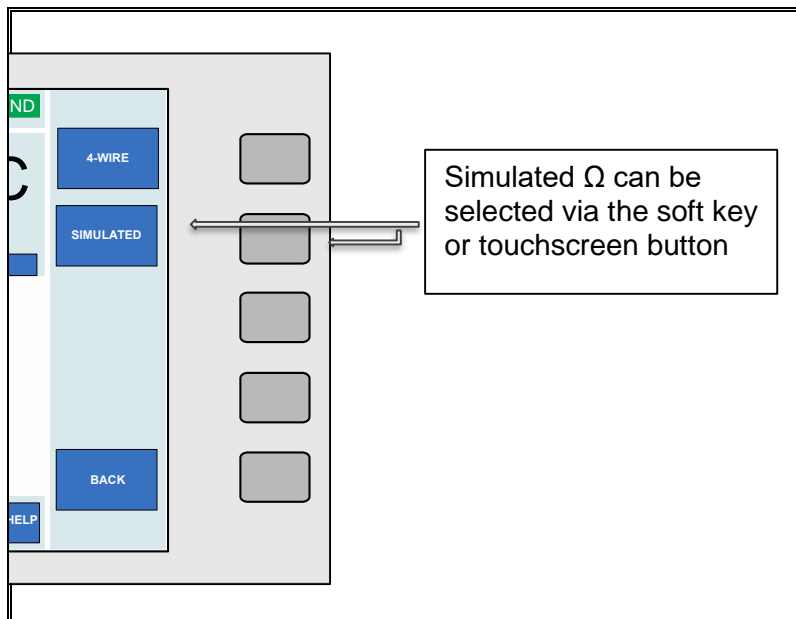 ND
C
4-WIRE
SIMULATED
BACK
HELP
Simulated Ω can be
selected via the soft key
or touchscreen button